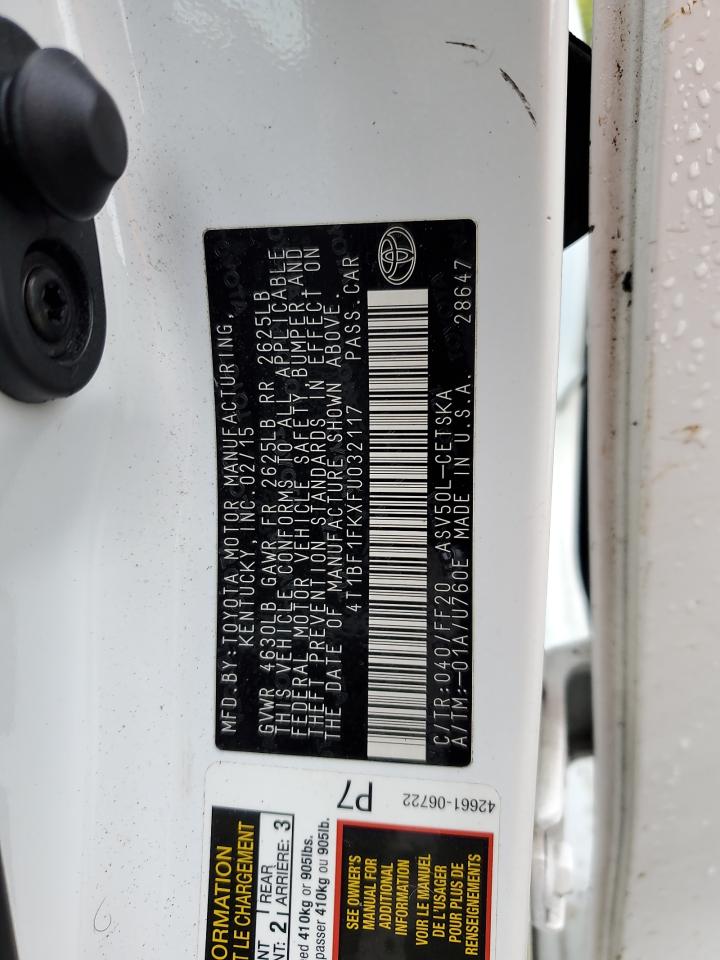 MFD.BY:TOYOTA MOTOR MANUFACTURING,
KENTUCKY, INC. 02/15
GVWR 4630LB GAWR FR 2625LB RR 2625LB
THIS VEHICLE CONFORMS TO ALL APPLICABLE
FEDERAL MOTOR VEHICLE SAFETY, BUMPER AND
THEFT PREVENTION STANDARDS IN EFFECT ON
THE DATE OF MANUFACTURE SHOWN ABOVE.
4T1BF1FKXFU032117 PASS.CAR
C/TR:040/FF20 ASV50L-CETSKA
A/TM:-01A/U760E MADE IN U.S.A. 28647
ORMATION
T LE CHARGEMENT
REAR
2 ARRIÈRE: 3
410kg or 905lbs.
passer 410kg ou 905lb.
P7
42661-06722
SEE OWNER'S
MANUAL FOR
ADDITIONAL
INFORMATION
VOIR LE MANUEL
DE L'USAGER
POUR PLUS DE
RENSEIGNEMENTS